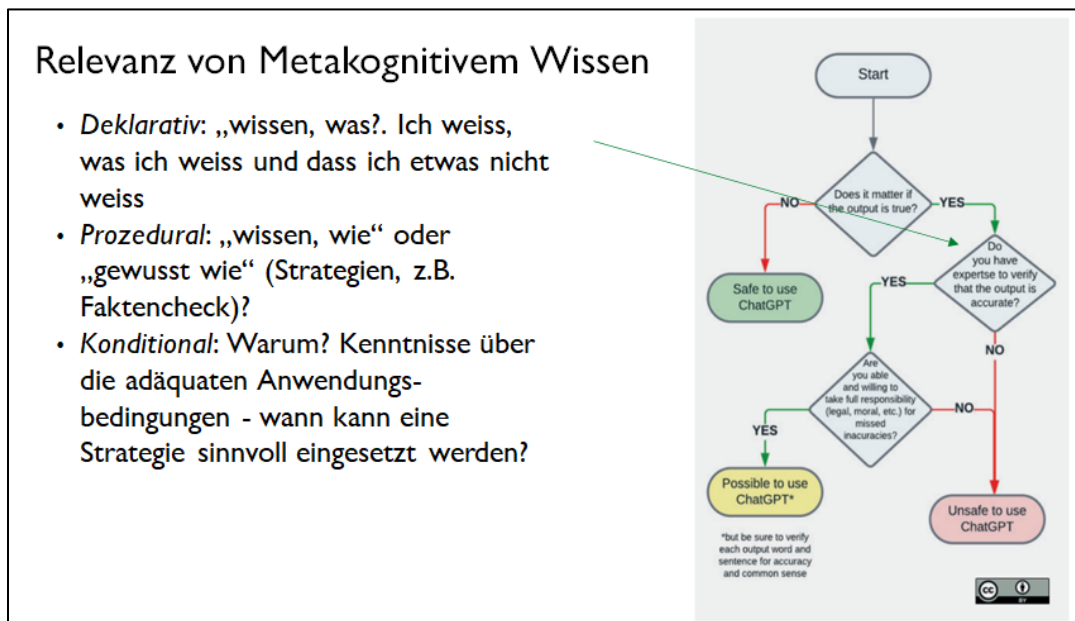 Relevanz von Metakognitivem Wissen
• Deklarativ: „wissen, was?. Ich weiss,
was ich weiss und dass ich etwas nicht
weiss
• Prozedural: „wissen, wie“ oder
„gewusst wie“ (Strategien, z.B.
Faktencheck)?
• Konditional: Warum? Kenntnisse über
die adäquaten Anwendungs-
bedingungen - wann kann eine
Strategie sinnvoll eingesetzt werden?
Start
Does it matter if
the output is true?
NO
YES
Safe to use
ChatGPT
Do
you have
expertse to verify
that the output is
accurate?
YES
NO
Are
you able
and willing to
take full responsibility
(legal, moral, etc.) for
missed
inacuracies?
YES
NO
Possible to use
ChatGPT*
Unsafe to use
ChatGPT
*but be sure to verify
each output word and
sentence for accuracy
and common sense
cc
BY